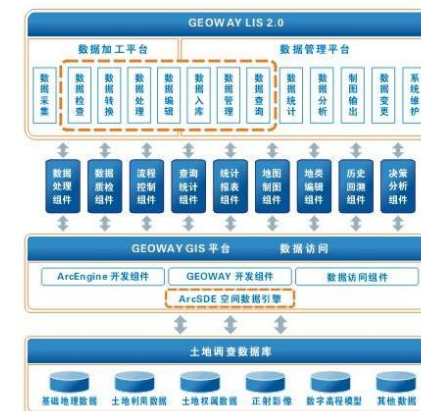 GEOWAY LIS 2.0
数据加工平台 数据管理平台
数据采集 数据检查 数据转换 数据处理 数据编辑 数据入库 数据管理 数据查询 数据统计 数据分析 制图输出 数据变更 系统维护
数据处理组件 数据质检组件 流程控制组件 查询统计组件 统计报表组件 地图制图组件 地类编辑组件 历史回溯组件 决策分析组件
GEOWAY GIS 平台 数据访问
ArcEngine 开发组件 GEOWAY 开发组件 数据访问组件
ArcSDE 空间数据引擎
土地调查数据库
基础地理数据 土地利用数据 土地权属数据 正射影像 数字高程模型 其他数据